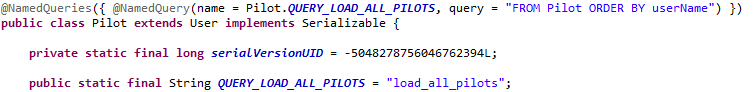 @NamedQueries({ @NamedQuery(name = Pilot.QUERY_LOAD_ALL_PILOTS, query = "FROM Pilot ORDER BY userName") })
public class Pilot extends User implements Serializable {
private static final long serialVersionUID = -5048278756046762394L;
public static final String QUERY_LOAD_ALL_PILOTS = "load_all_pilots";